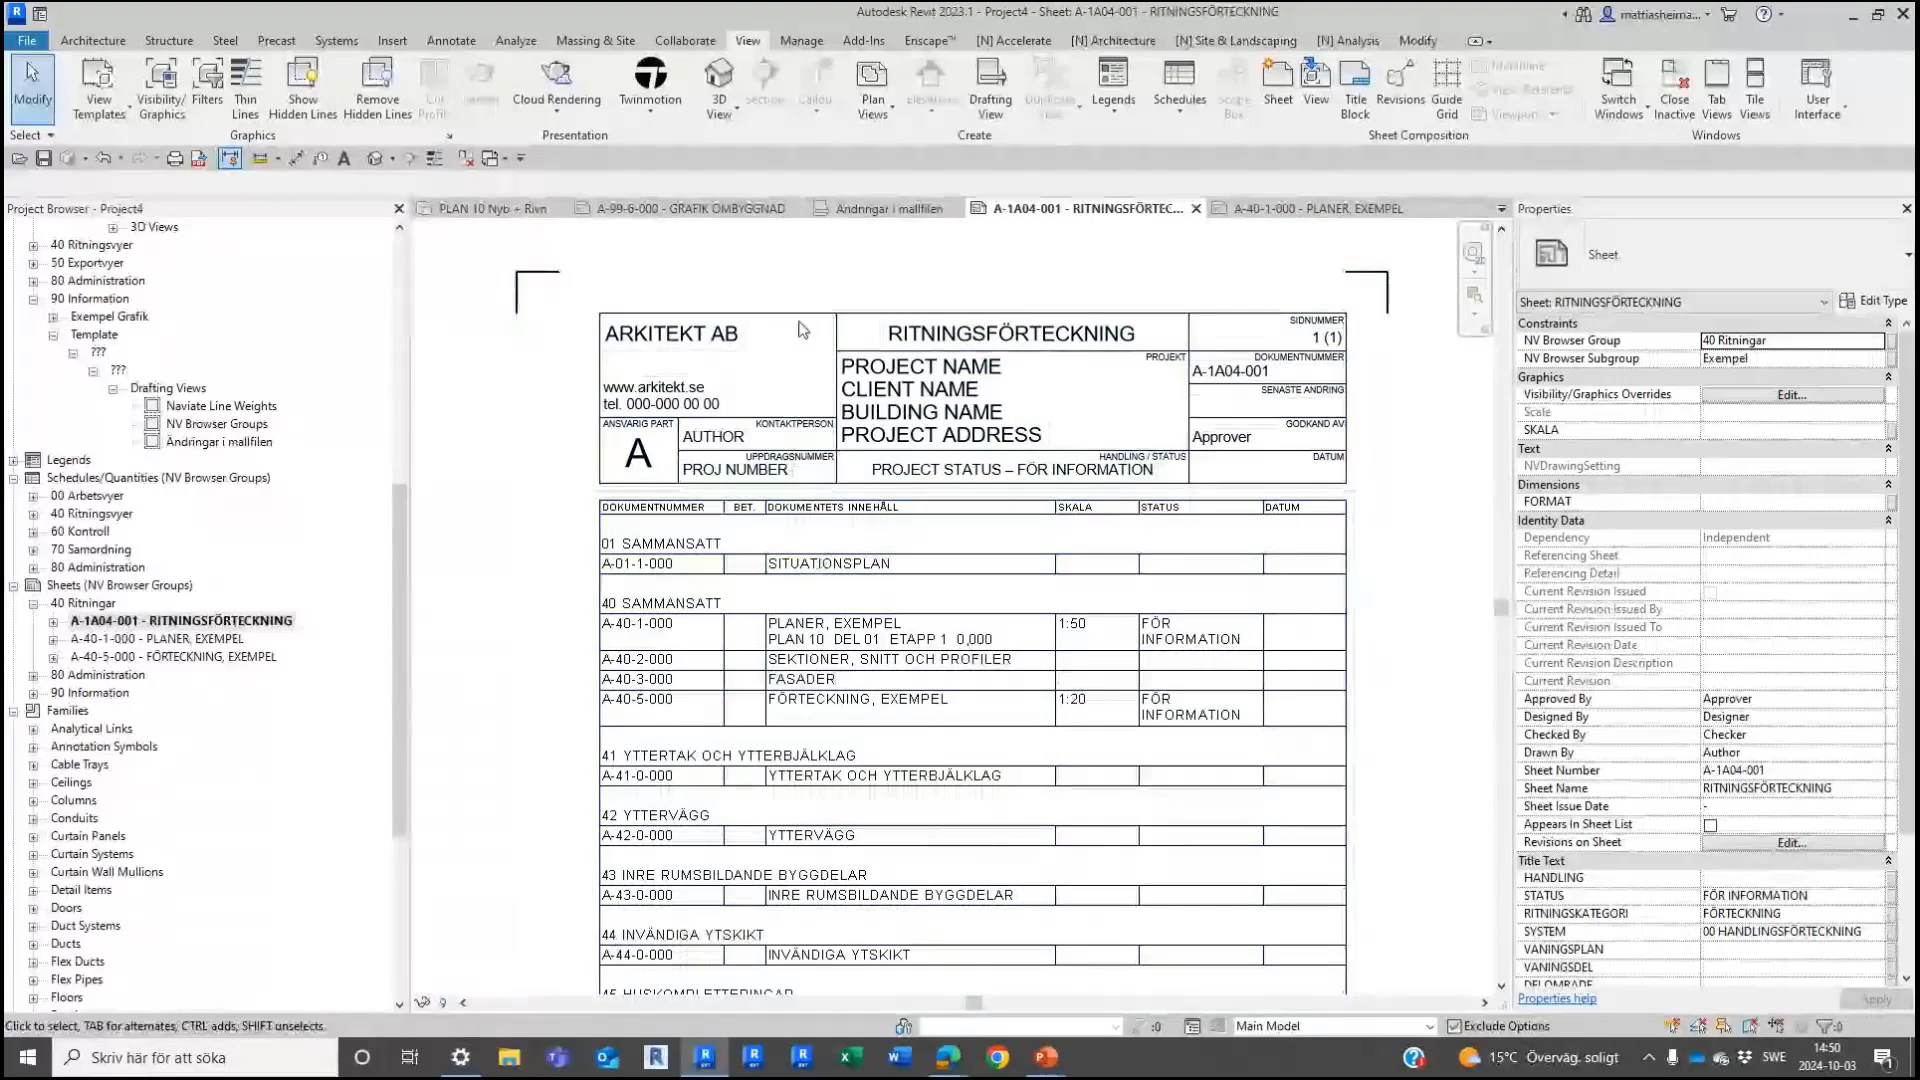 Autodesk Revit 2023.1 - Project4 - Sheet: A-1A04-001 - RITNINGSFÖRTECKNING
mattiasheima...
File Architecture Structure Steel Precast Systems Insert Annotate Analyze Massing & Site Collaborate View Manage Add-Ins Enscape™ [N] Accelerate [N] Architecture [N] Site & Landscaping [N] Analysis Modify
Modify View Templates Visibility/ Graphics Filters Thin Lines Show Hidden Lines Remove Hidden Lines Cut Profile Cloud Rendering Twinmotion 3D View Section Callout Plan Views Elevations Drafting View Duplicate View Legends Schedules Scope Box Sheet View Title Block Revisions Guide Grid Matchline View Reference Viewports Switch Windows Close Inactive Tab Views Tile Views User Interface
Select Graphics Presentation Create Sheet Composition Windows
Project Browser - Project4
PLAN 10 Nyb + Rivn
A-99-6-000 - GRAFIK OMBYGGNAD
Ändringar i mallfilen
A-1A04-001 - RITNINGSFÖRTEC...
A-40-1-000 - PLANER, EXEMPEL
Properties
3D Views
40 Ritningsvyer
50 Exportvyer
80 Administration
90 Information
Exempel Grafik
Template
???
???
Drafting Views
Naviate Line Weights
NV Browser Groups
Ändringar i mallfilen
Legends
Schedules/Quantities (NV Browser Groups)
00 Arbetsvyer
40 Ritningsvyer
60 Kontroll
70 Samordning
80 Administration
Sheets (NV Browser Groups)
40 Ritningar
A-1A04-001 - RITNINGSFÖRTECKNING
A-40-1-000 - PLANER, EXEMPEL
A-40-5-000 - FÖRTECKNING, EXEMPEL
80 Administration
90 Information
Families
Analytical Links
Annotation Symbols
Cable Trays
Ceilings
Columns
Conduits
Curtain Panels
Curtain Systems
Curtain Wall Mullions
Detail Items
Doors
Duct Systems
Ducts
Flex Ducts
Flex Pipes
Floors
ARKITEKT AB
www.arkitekt.se
tel. 000-000 00 00
ANSVARIG PART
A
KONTAKTPERSON
AUTHOR
UPPDRAGSNUMMER
PROJ NUMBER
RITNINGSFÖRTECKNING
PROJEKT
PROJECT NAME
CLIENT NAME
BUILDING NAME
PROJECT ADDRESS
HANDLING / STATUS
PROJECT STATUS – FÖR INFORMATION
SIDNUMMER
1 (1)
DOKUMENTNUMMER
A-1A04-001
SENASTE ÄNDRING
GODKÄND AV
Approver
DATUM
DOKUMENTNUMMER BET. DOKUMENTETS INNEHÅLL SKALA STATUS DATUM
01 SAMMANSATT
A-01-1-000 SITUATIONSPLAN
40 SAMMANSATT
A-40-1-000 PLANER, EXEMPEL 1:50 FÖR
PLAN 10 DEL 01 ETAPP 1 0,000 INFORMATION
A-40-2-000 SEKTIONER, SNITT OCH PROFILER
A-40-3-000 FASADER
A-40-5-000 FÖRTECKNING, EXEMPEL 1:20 FÖR
INFORMATION
41 YTTERTAK OCH YTTERBJÄLKLAG
A-41-0-000 YTTERTAK OCH YTTERBJÄLKLAG
42 YTTERVÄGG
A-42-0-000 YTTERVÄGG
43 INRE RUMSBILDANDE BYGGDELAR
A-43-0-000 INRE RUMSBILDANDE BYGGDELAR
44 INVÄNDIGA YTSKIKT
A-44-0-000 INVÄNDIGA YTSKIKT
45 HUSKOMPLETTERINGAR
Sheet
Sheet: RITNINGSFÖRTECKNING Edit Type
Constraints
NV Browser Group 40 Ritningar
NV Browser Subgroup Exempel
Graphics
Visibility/Graphics Overrides Edit...
Scale
SKALA
Text
NVDrawingSetting
Dimensions
FORMAT
Identity Data
Dependency Independent
Referencing Sheet
Referencing Detail
Current Revision Issued
Current Revision Issued By
Current Revision Issued To
Current Revision Date
Current Revision Description
Current Revision
Approved By Approver
Designed By Designer
Checked By Checker
Drawn By Author
Sheet Number A-1A04-001
Sheet Name RITNINGSFÖRTECKNING
Sheet Issue Date -
Appears In Sheet List
Revisions on Sheet Edit...
Title Text
HANDLING
STATUS FÖR INFORMATION
RITNINGSKATEGORI FÖRTECKNING
SYSTEM 00 HANDLINGSFÖRTECKNING
VÅNINGSPLAN
VÅNINGSDEL
DELOMRÅDE
Properties help Apply
Click to select, TAB for alternates, CTRL adds, SHIFT unselects. :0 Main Model Exclude Options :0
Skriv här för att söka 15°C Överväg. soligt SWE 14:50
2024-10-03